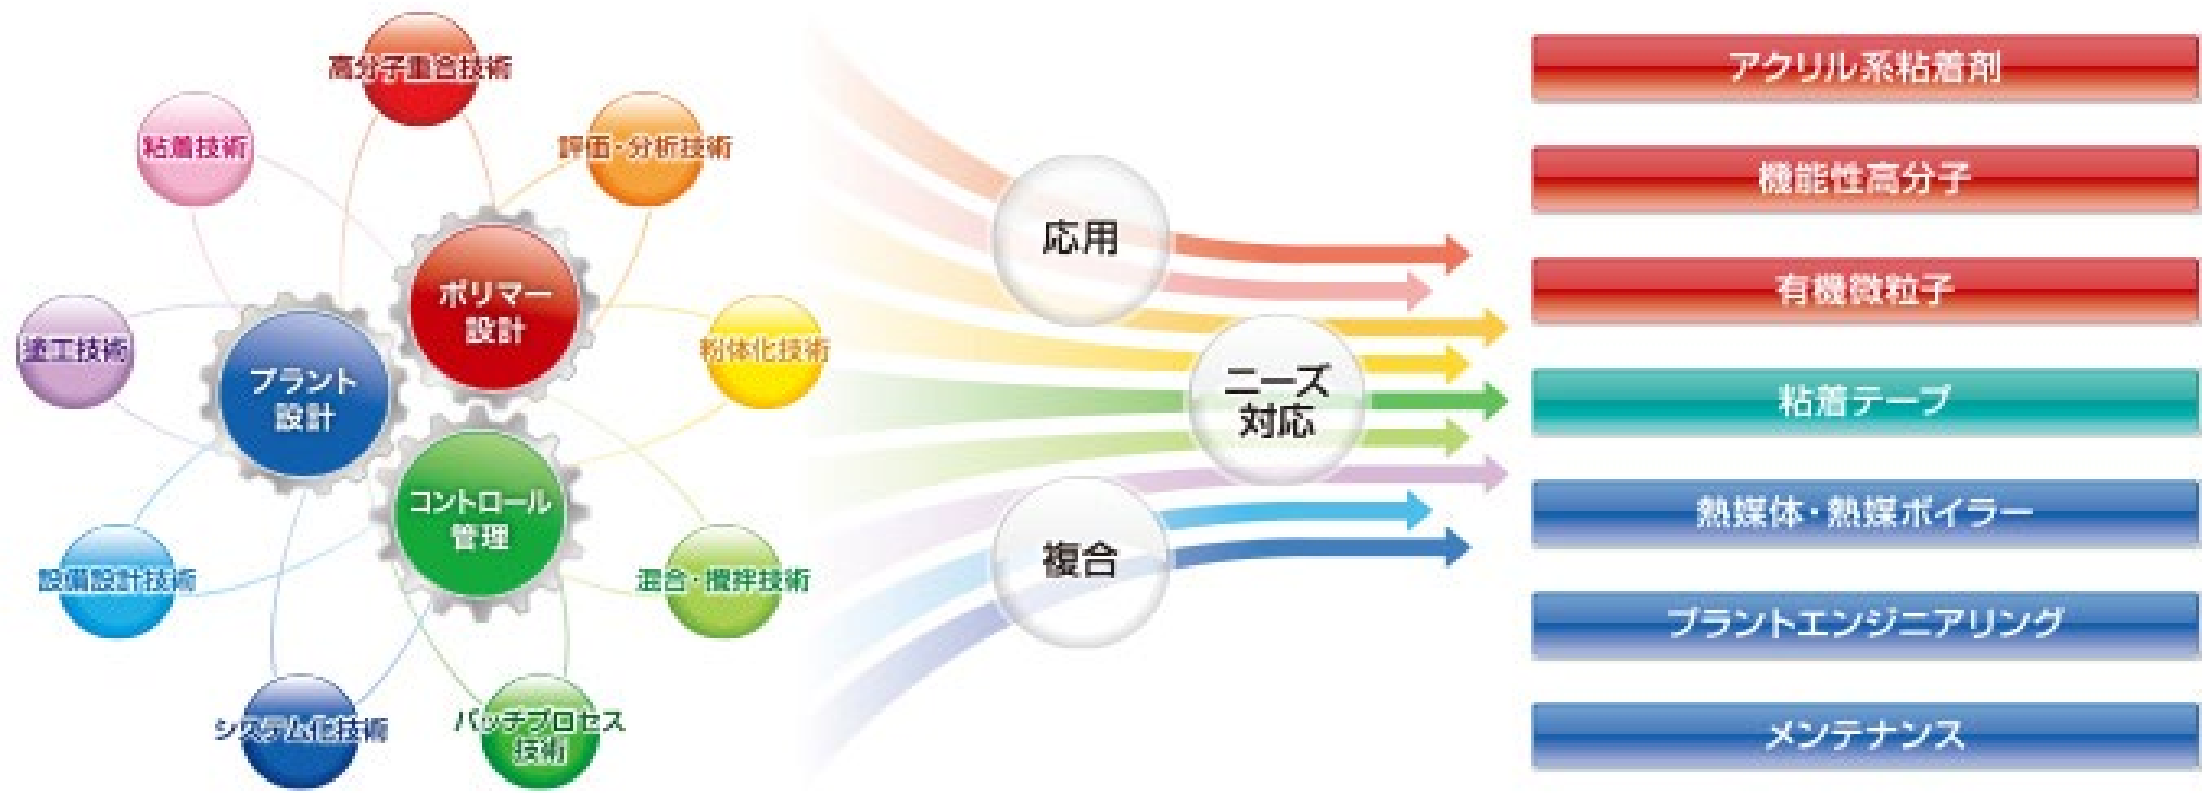 高分子重合技術
粘着技術
評価・分析技術
ポリマー
設計
塗工技術
プラント
設計
粉体化技術
コントロール
管理
設備設計技術
混合・攪拌技術
システム化技術
バッチプロセス
技術
応用
ニーズ
対応
複合
アクリル系粘着剤
機能性高分子
有機微粒子
粘着テープ
熱媒体・熱媒ボイラー
プラントエンジニアリング
メンテナンス